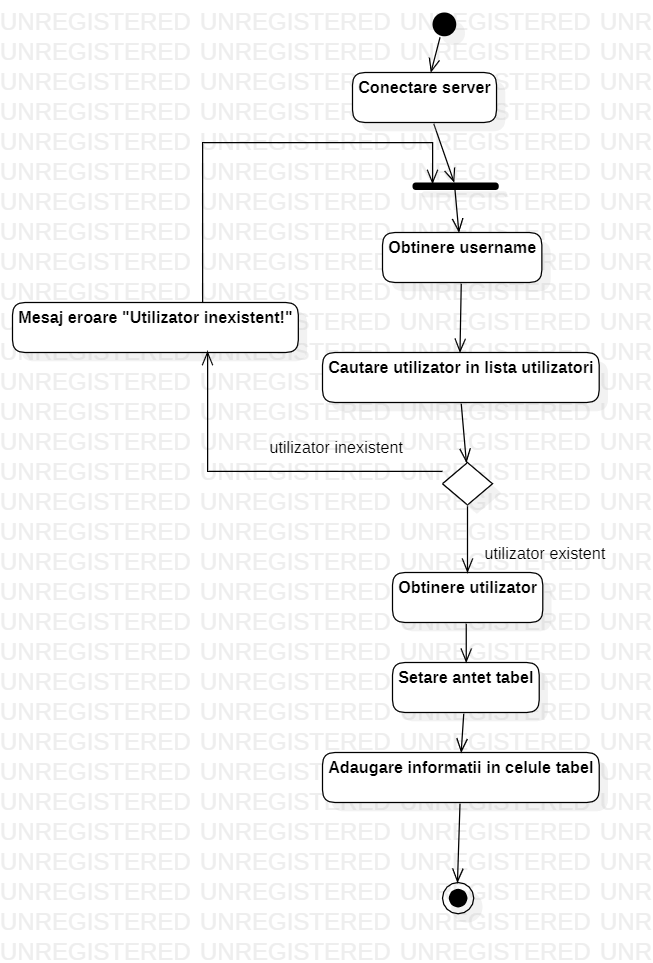 Conectare server
Obtinere username
Mesaj eroare "Utilizator inexistent!"
Cautare utilizator in lista utilizatori
utilizator inexistent
utilizator existent
Obtinere utilizator
Setare antet tabel
Adaugare informatii in celule tabel
UNREGISTERED UNREGISTERED UNREGISTERED UNR